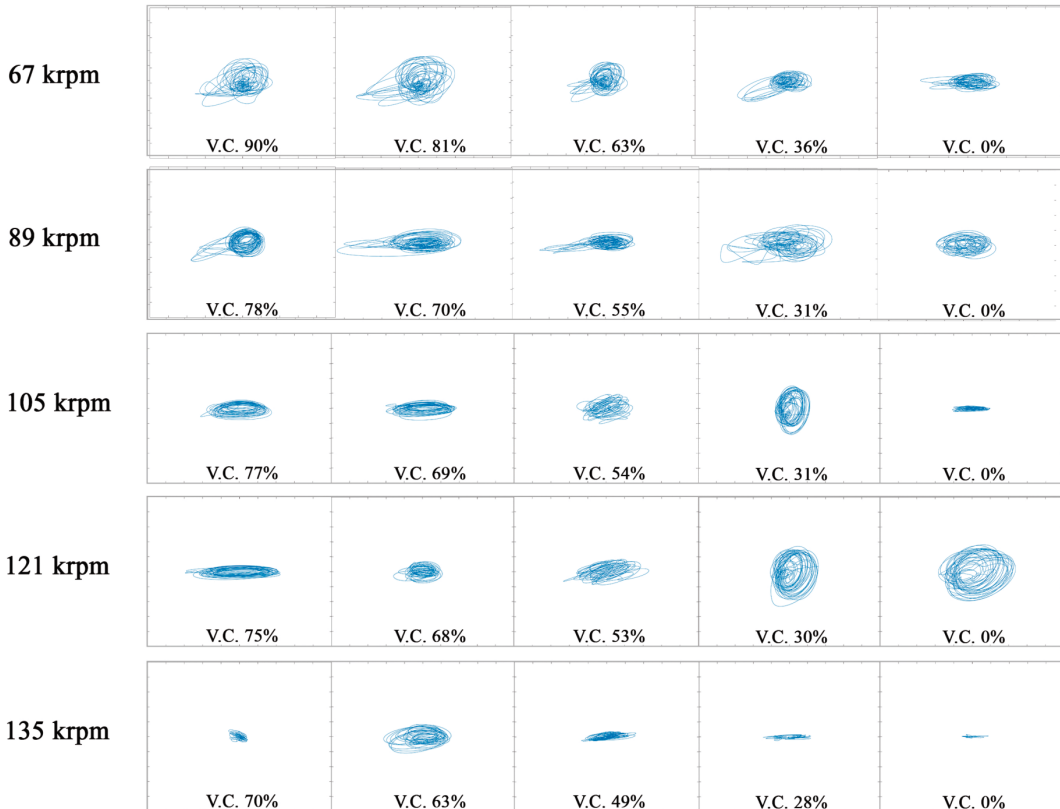 67 krpm
V.C. 90% V.C. 81% V.C. 63% V.C. 36% V.C. 0%
89 krpm
V.C. 78% V.C. 70% V.C. 55% V.C. 31% V.C. 0%
105 krpm
V.C. 77% V.C. 69% V.C. 54% V.C. 31% V.C. 0%
121 krpm
V.C. 75% V.C. 68% V.C. 53% V.C. 30% V.C. 0%
135 krpm
V.C. 70% V.C. 63% V.C. 49% V.C. 28% V.C. 0%